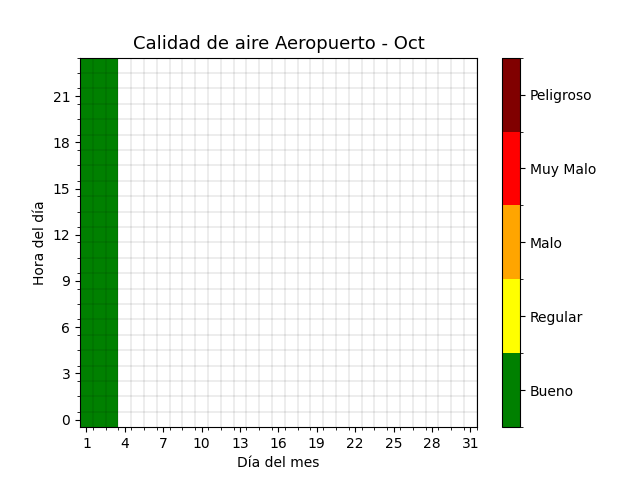 Calidad de aire Aeropuerto - Oct
Hora del día
21
18
15
12
9
6
3
0
1 4 7 10 13 16 19 22 25 28 31
Día del mes
Peligroso
Muy Malo
Malo
Regular
Bueno